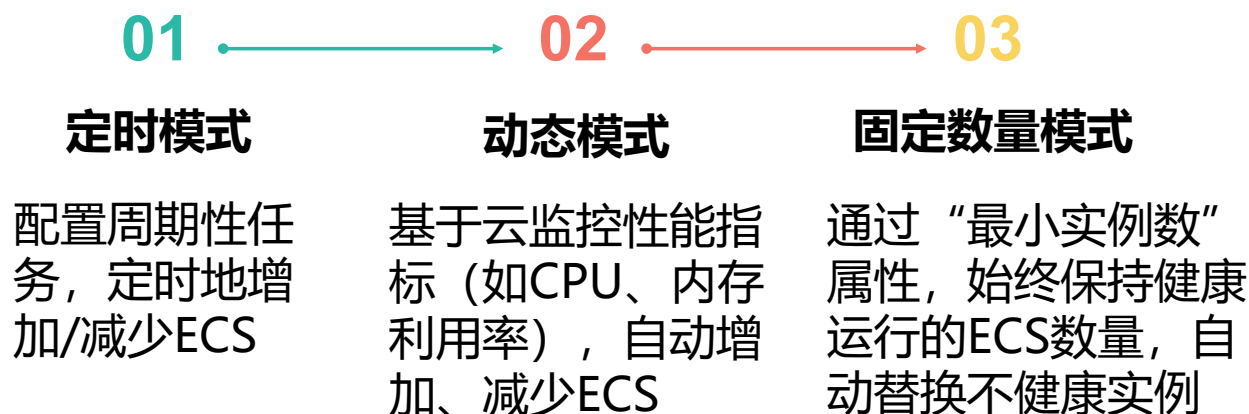 01
02
03
定时模式
动态模式
固定数量模式
配置周期性任
务，定时地增
加/减少ECS
基于云监控性能指
标（如CPU、内存
利用率），自动增
加、减少ECS
通过“最小实例数”
属性，始终保持健康
运行的ECS数量，自
动替换不健康实例